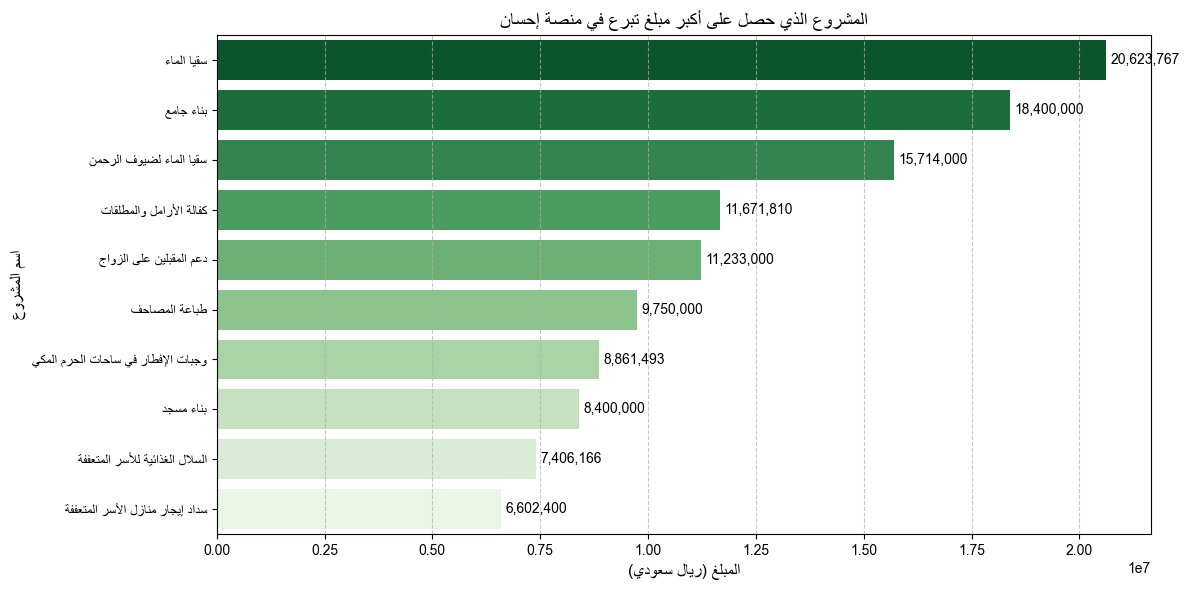 المشروع الذي حصل على أكبر مبلغ تبرع في منصة إحسان
سقيا الماء 20,623,767
بناء جامع 18,400,000
سقيا الماء لضيوف الرحمن 15,714,000
كفالة الأرامل والمطلقات 11,671,810
دعم المقبلين على الزواج 11,233,000
طباعة المصاحف 9,750,000
وجبات الإفطار في ساحات الحرم المكي 8,861,493
بناء مسجد 8,400,000
السلال الغذائية للأسر المتعففة 7,406,166
سداد إيجار منازل الأسر المتعففة 6,602,400
اسم المشروع
0.00 0.25 0.50 0.75 1.00 1.25 1.50 1.75 2.00
1e7
المبلغ (ريال سعودي)